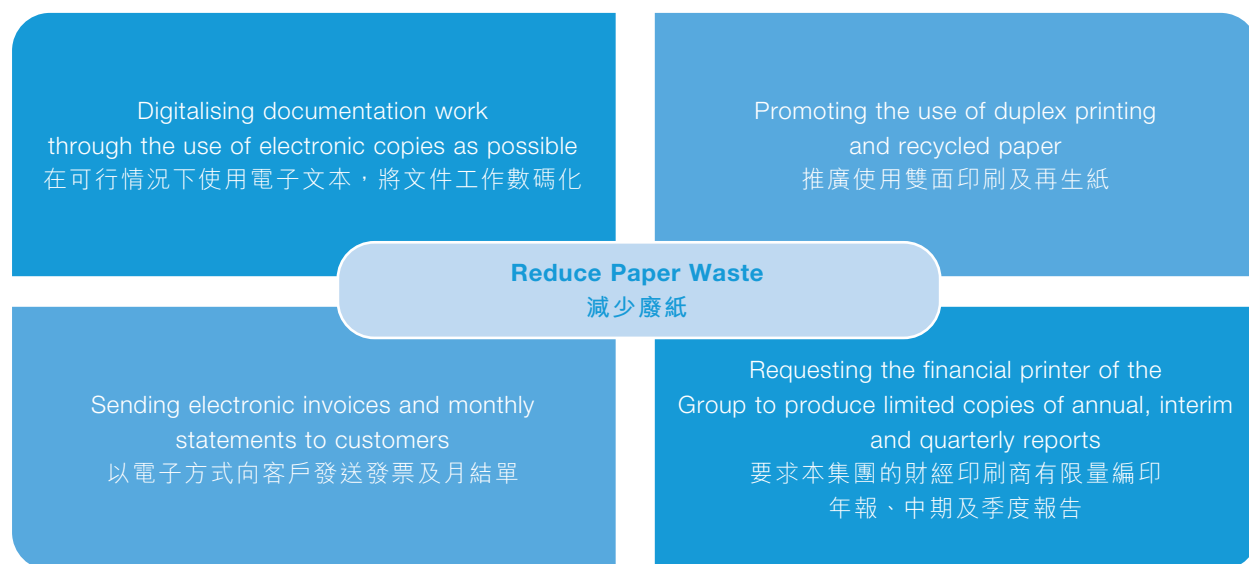 Digitalising documentation work
through the use of electronic copies as possible
在可行情況下使用電子文本，將文件工作數碼化
Promoting the use of duplex printing
and recycled paper
推廣使用雙面印刷及再生紙
Reduce Paper Waste
減少廢紙
Sending electronic invoices and monthly
statements to customers
以電子方式向客戶發送發票及月結單
Requesting the financial printer of the
Group to produce limited copies of annual, interim
and quarterly reports
要求本集團的財經印刷商有限量編印
年報、中期及季度報告